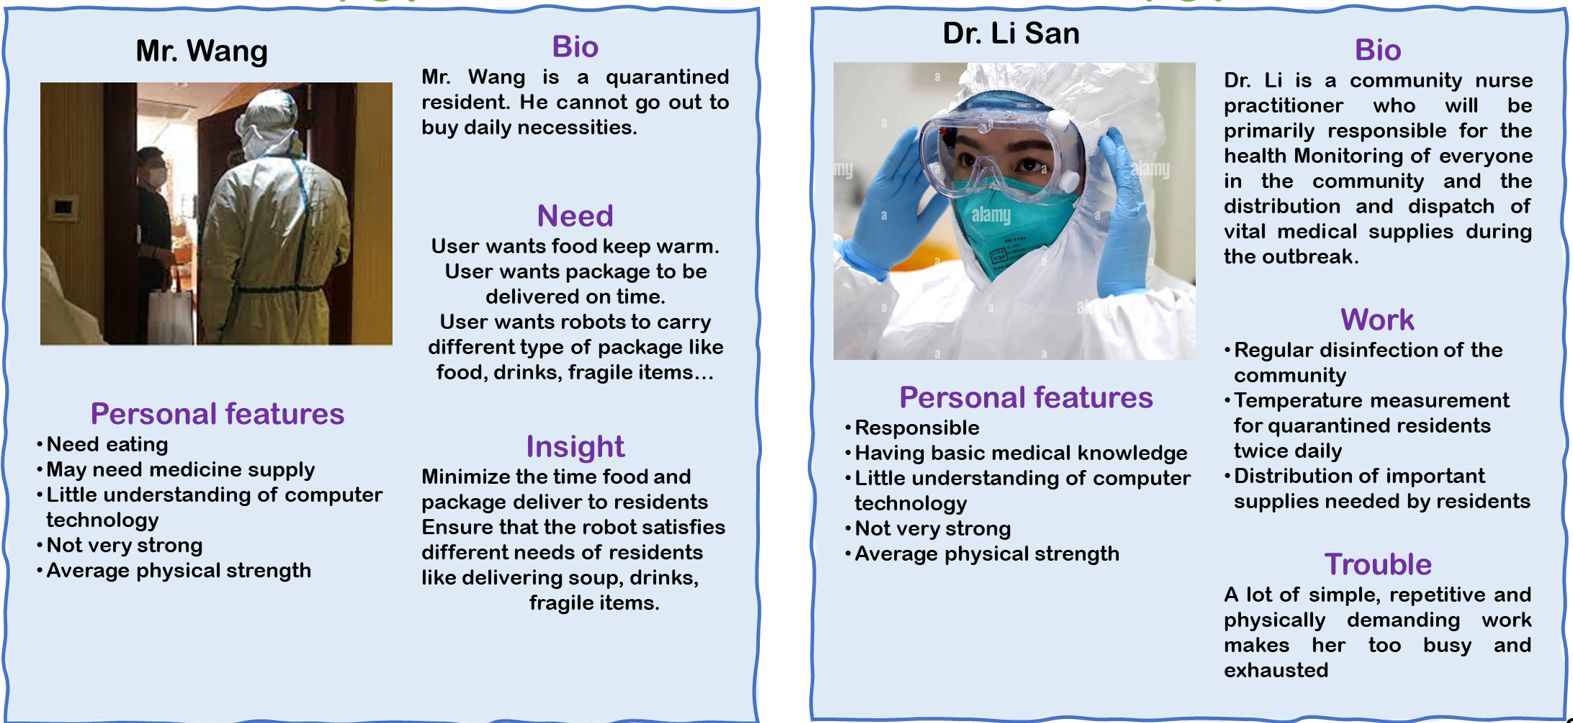 Mr. Wang
Bio
Mr. Wang is a quarantined
resident. He cannot go out to
buy daily necessities.
Need
User wants food keep warm.
User wants package to be
delivered on time.
User wants robots to carry
different type of package like
food, drinks, fragile items...
Personal features
•Need eating
•May need medicine supply
•Little understanding of computer
technology
•Not very strong
•Average physical strength
Insight
Minimize the time food and
package deliver to residents
Ensure that the robot satisfies
different needs of residents
like delivering soup, drinks,
fragile items.
Dr. Li San
a
a
a
alamy
alamy
alamy
a
a
a
a
a
Personal features
•Responsible
•Having basic medical knowledge
•Little understanding of computer
technology
•Not very strong
•Average physical strength
Bio
Dr. Li is a community nurse
practitioner who will be
primarily responsible for the
health Monitoring of everyone
in the community and the
distribution and dispatch of
vital medical supplies during
the outbreak.
Work
•Regular disinfection of the
community
•Temperature measurement
for quarantined residents
twice daily
•Distribution of important
supplies needed by residents
Trouble
A lot of simple, repetitive and
physically demanding work
makes her too busy and
exhausted